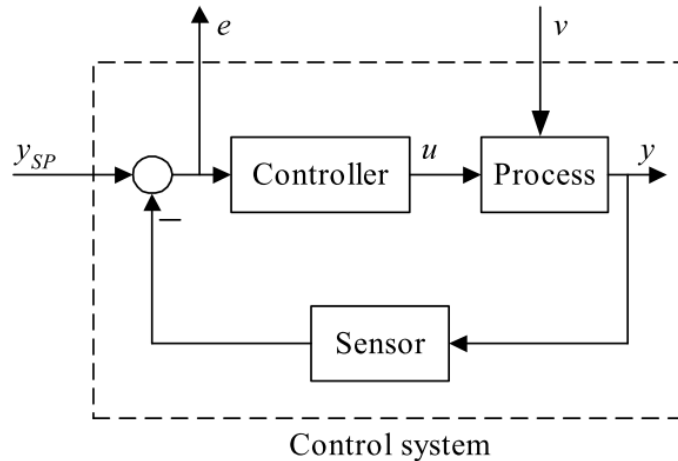 e
v
y_SP
Controller
u
Process
y
−
Sensor
Control system